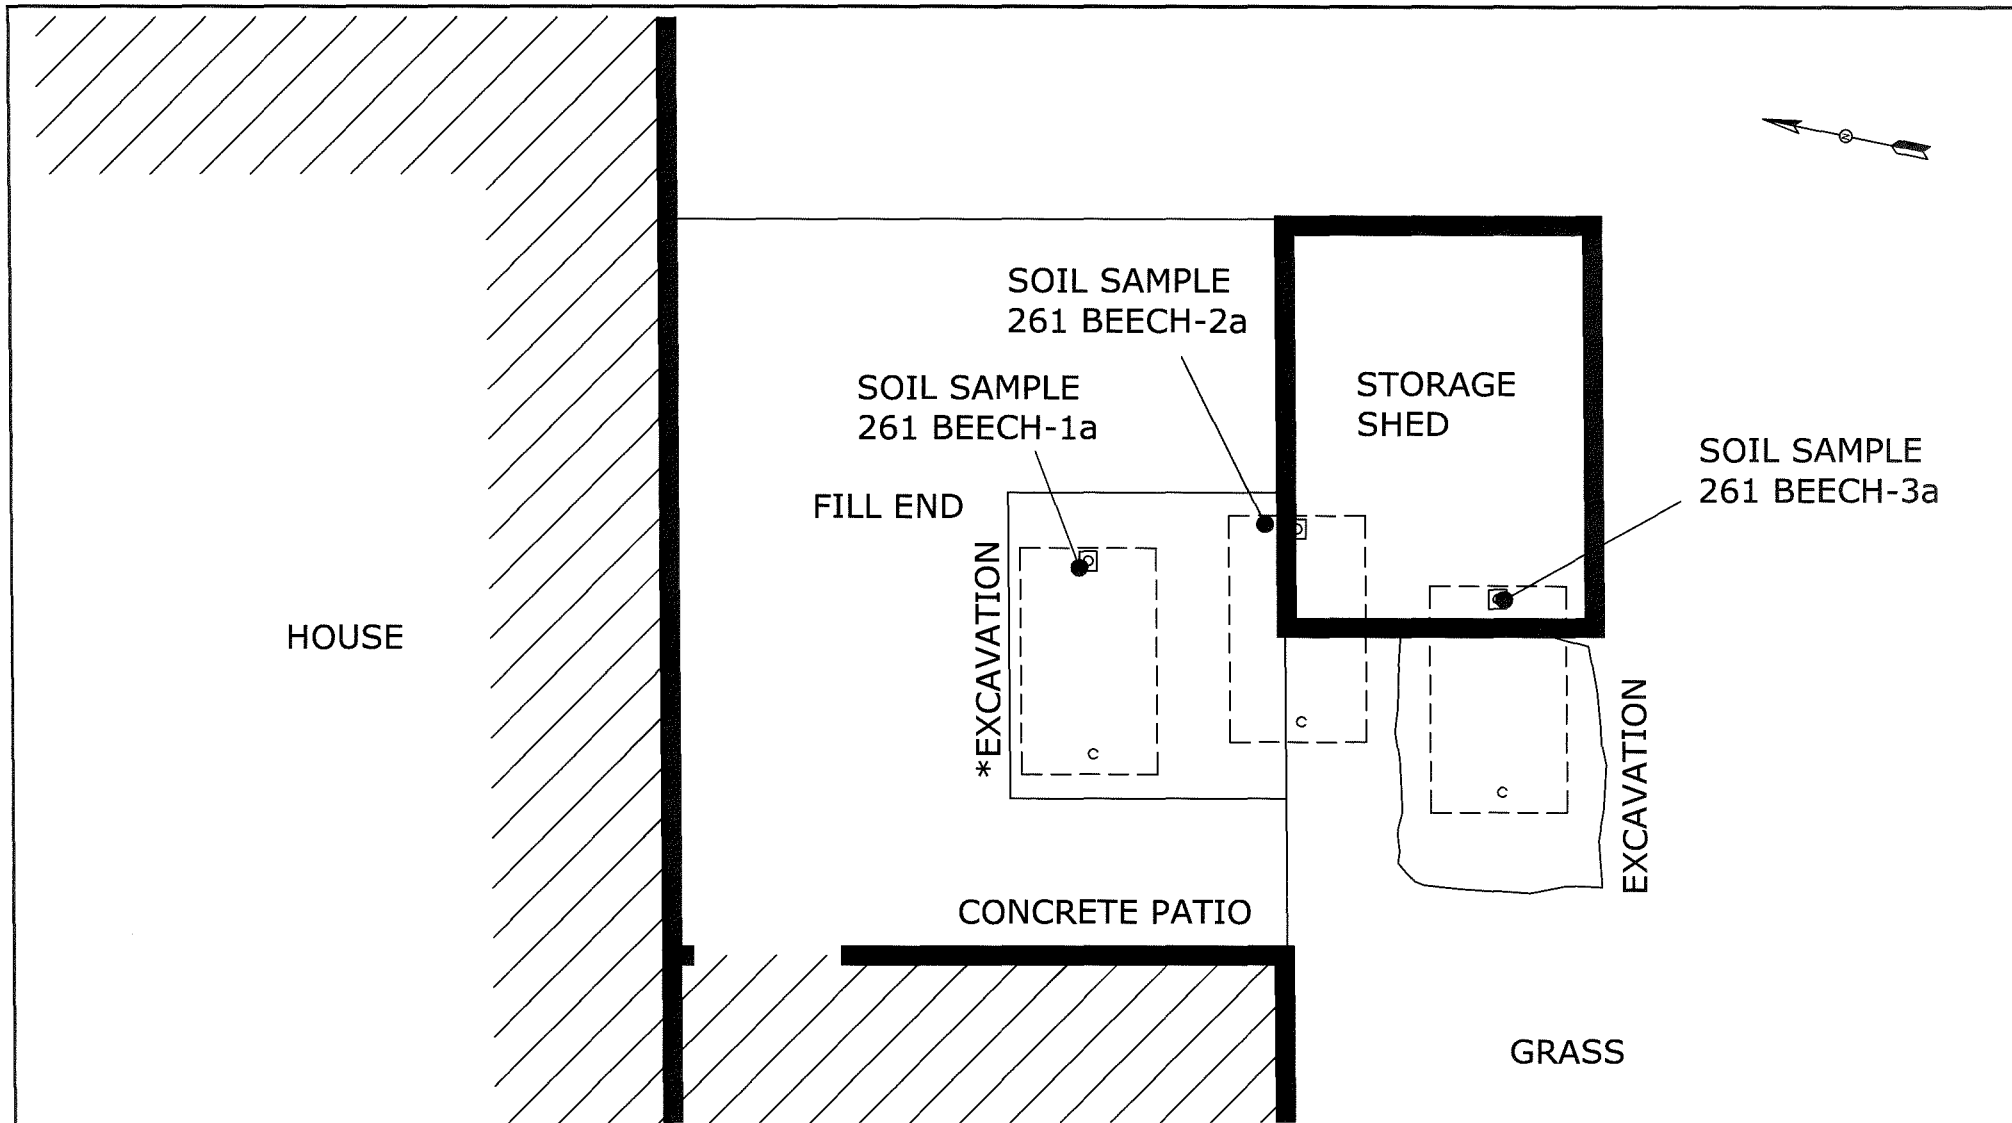 N
SOIL SAMPLE
261 BEECH-2a
SOIL SAMPLE
261 BEECH-1a
STORAGE
SHED
SOIL SAMPLE
261 BEECH-3a
FILL END
*EXCAVATION
HOUSE
C
C
C
EXCAVATION
CONCRETE PATIO
GRASS